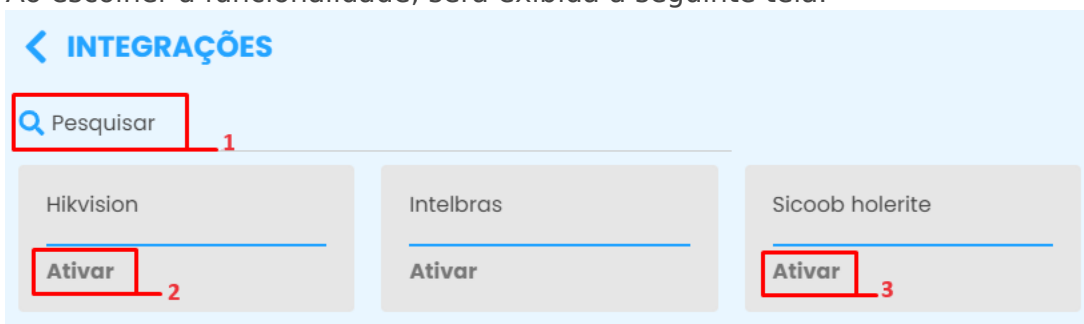 Ao escolher a funcionalidade, será exibida a seguinte tela:
INTEGRAÇÕES
Pesquisar
1
Hikvision
Intelbras
Sicoob holerite
Ativar
2
Ativar
Ativar
3